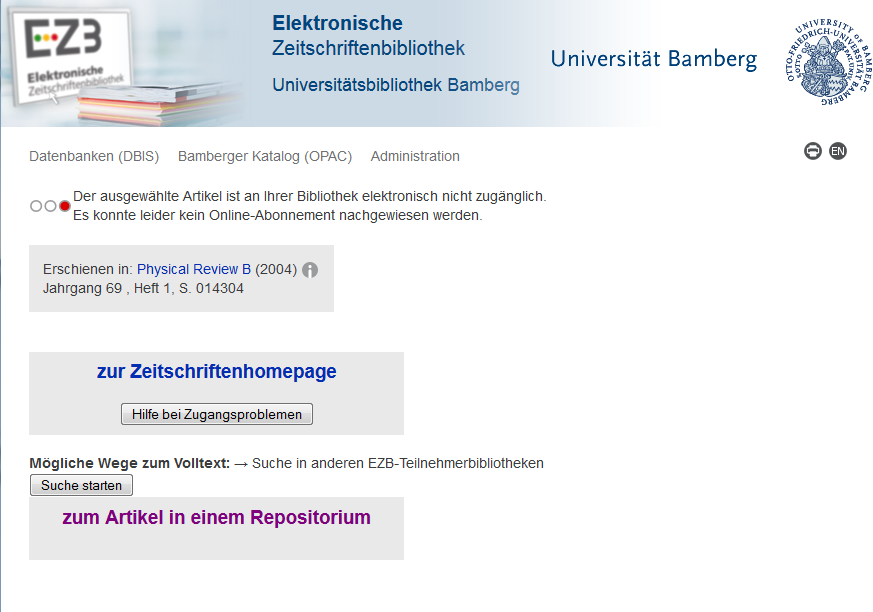 EZB
Elektronische
Zeitschriftenbibliothek
Elektronische
Zeitschriftenbibliothek
Universitätsbibliothek Bamberg
Universität Bamberg
UNIVERSITY OF BAMBERG
OTTO-FRIEDRICH-UNIVERSITÄT BAMBERG
Datenbanken (DBIS) Bamberger Katalog (OPAC) Administration
EN
Der ausgewählte Artikel ist an Ihrer Bibliothek elektronisch nicht zugänglich.
Es konnte leider kein Online-Abonnement nachgewiesen werden.
Erschienen in: Physical Review B (2004) i
Jahrgang 69 , Heft 1, S. 014304
zur Zeitschriftenhomepage
Hilfe bei Zugangsproblemen
Mögliche Wege zum Volltext: → Suche in anderen EZB-Teilnehmerbibliotheken
Suche starten
zum Artikel in einem Repositorium